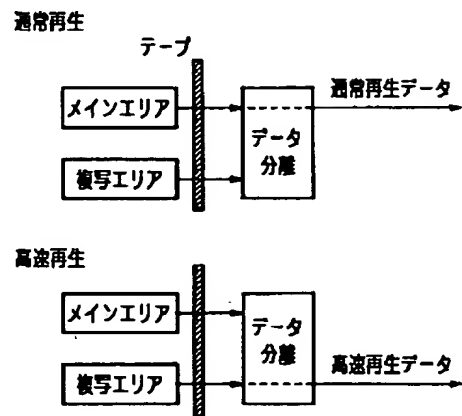 通常再生
テープ
メインエリア
複写エリア
データ
分離
通常再生データ
高速再生
メインエリア
複写エリア
データ
分離
高速再生データ